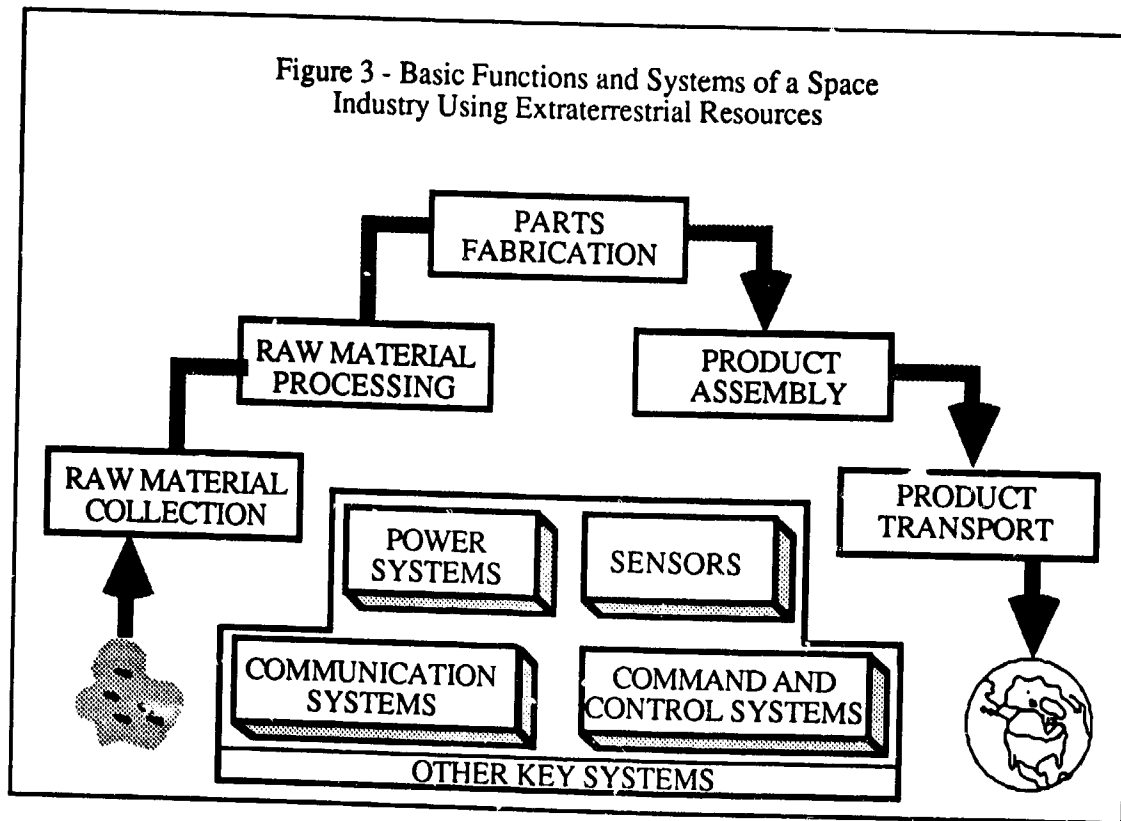 Figure 3 - Basic Functions and Systems of a Space
Industry Using Extraterrestrial Resources
PARTS
FABRICATION
RAW MATERIAL
PROCESSING
PRODUCT
ASSEMBLY
RAW MATERIAL
COLLECTION
PRODUCT
TRANSPORT
POWER
SYSTEMS
SENSORS
COMMUNICATION
SYSTEMS
COMMAND AND
CONTROL SYSTEMS
OTHER KEY SYSTEMS